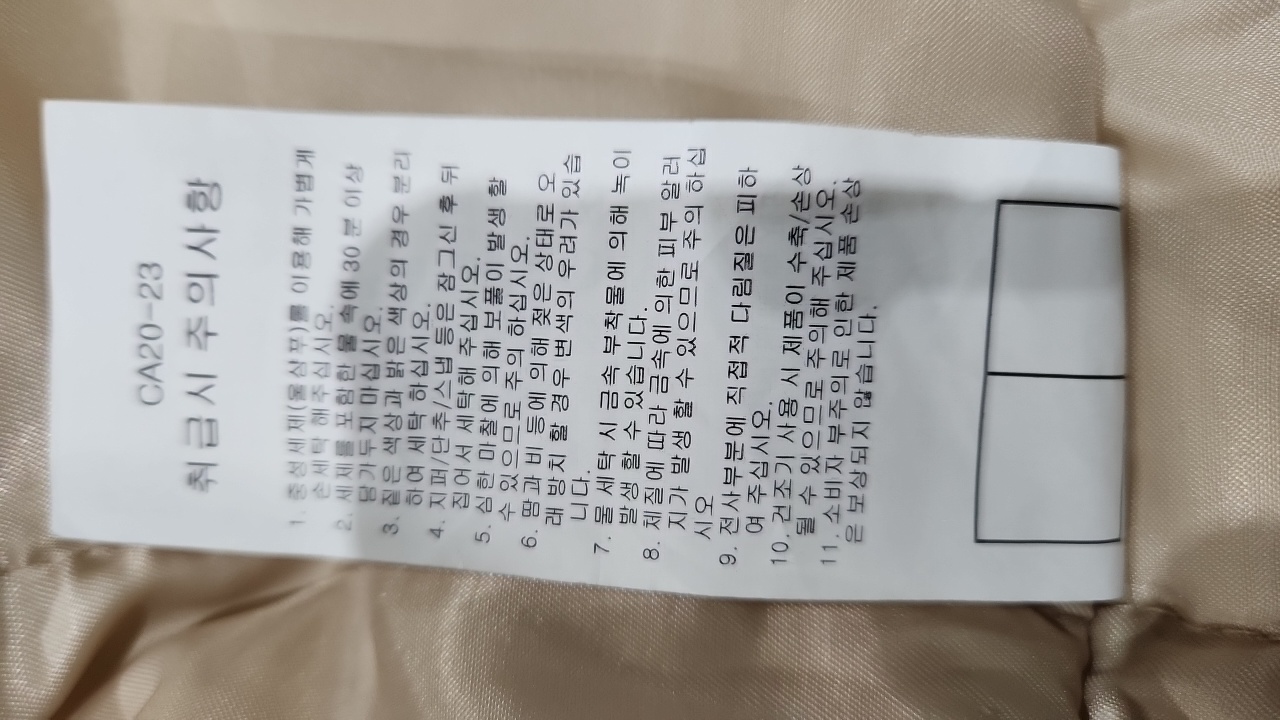 CA20-23
취급시 주의사항
1. 중성세제(울샴푸)를 이용해 가볍게
손세탁 해주십시오.
2. 세제를 포함한 물 속에 30 분 이상
담가두지 마십시오.
3. 짙은 색상과 밝은 색상의 경우 분리
하여 세탁 하십시오.
4. 지퍼/단추/스냅 등은 잠그신 후 뒤
집어서 세탁해 주십시오.
5. 심한 마찰에 의해 보풀이 발생 할
수 있으므로 주의 하십시오.
6. 땀과 비 등에 의해 젖은 상태로 오
래 방치 할 경우 변색의 우려가 있습
니다.
7. 물 세탁 시 금속 부착물에 의해 녹이
발생 할 수 있습니다.
8. 체질에 따라 금속에 의한 피부 알러
지가 발생 할 수 있으므로 주의 하십
시오
9. 전사부분에 직접적 다림질은 피하
여 주십시오.
10. 건조기 사용 시 제품이 수축/손상
될 수 있으므로 주의해 주십시오.
11. 소비자 부주의로 인한 제품 손상
은 보상되지 않습니다.